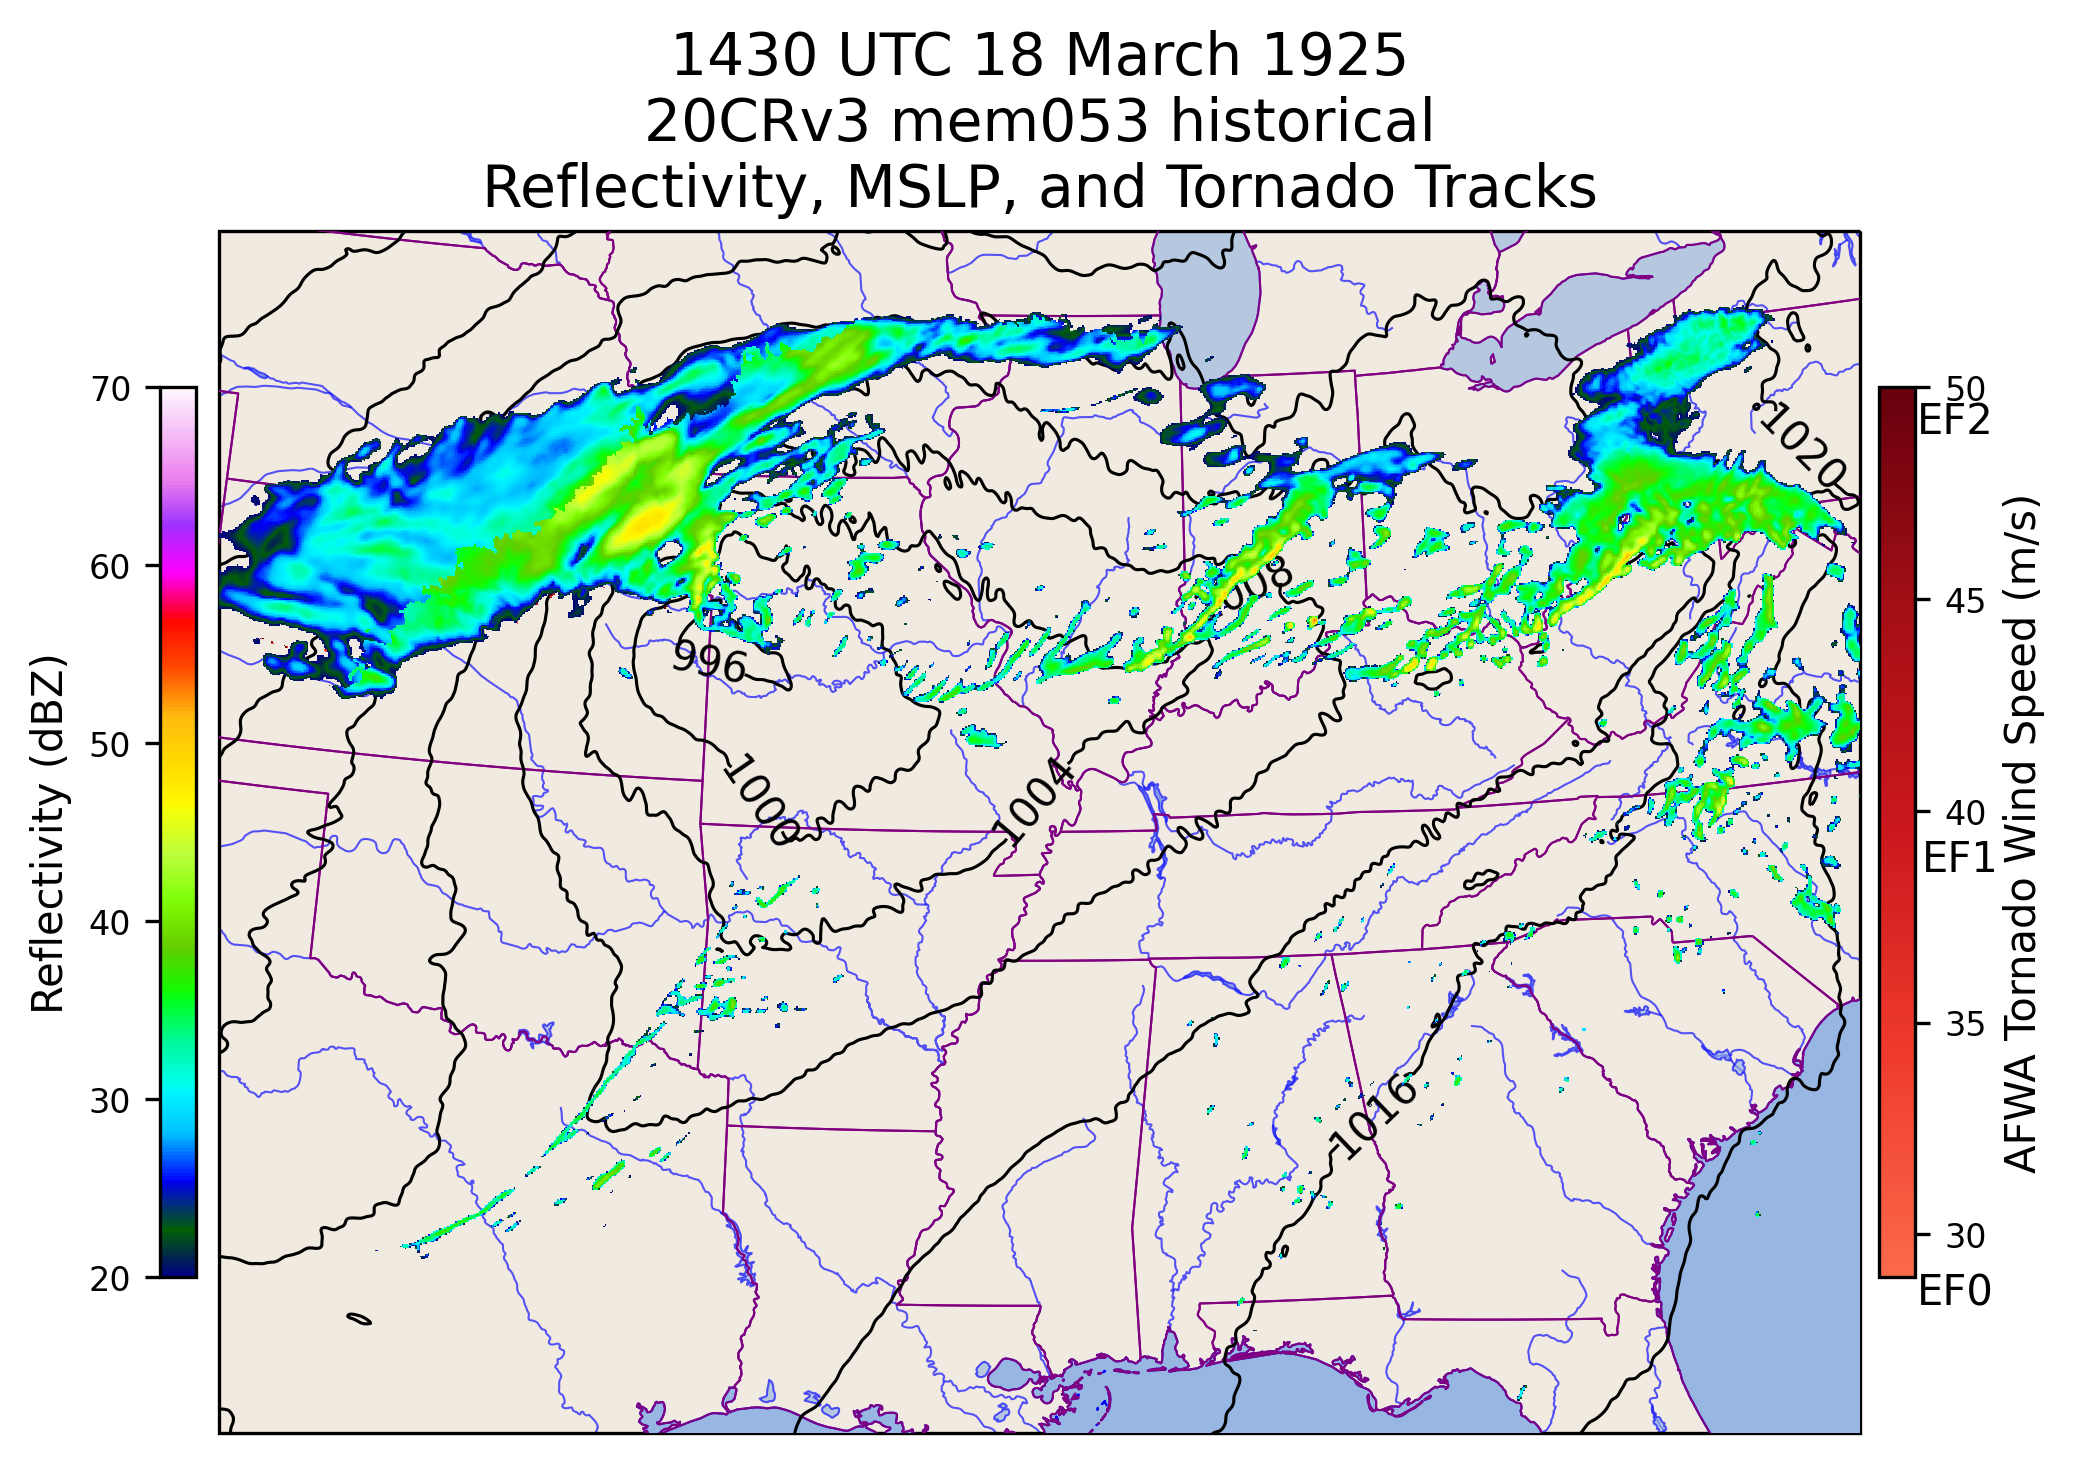 1430 UTC 18 March 1925
20CRv3 mem053 historical
Reflectivity, MSLP, and Tornado Tracks
70
60
50
40
30
20
Reflectivity (dBZ)
1020
008
996
1000
1004
1016
50
EF2
45
40
EF1
35
30
EF0
AFWA Tornado Wind Speed (m/s)